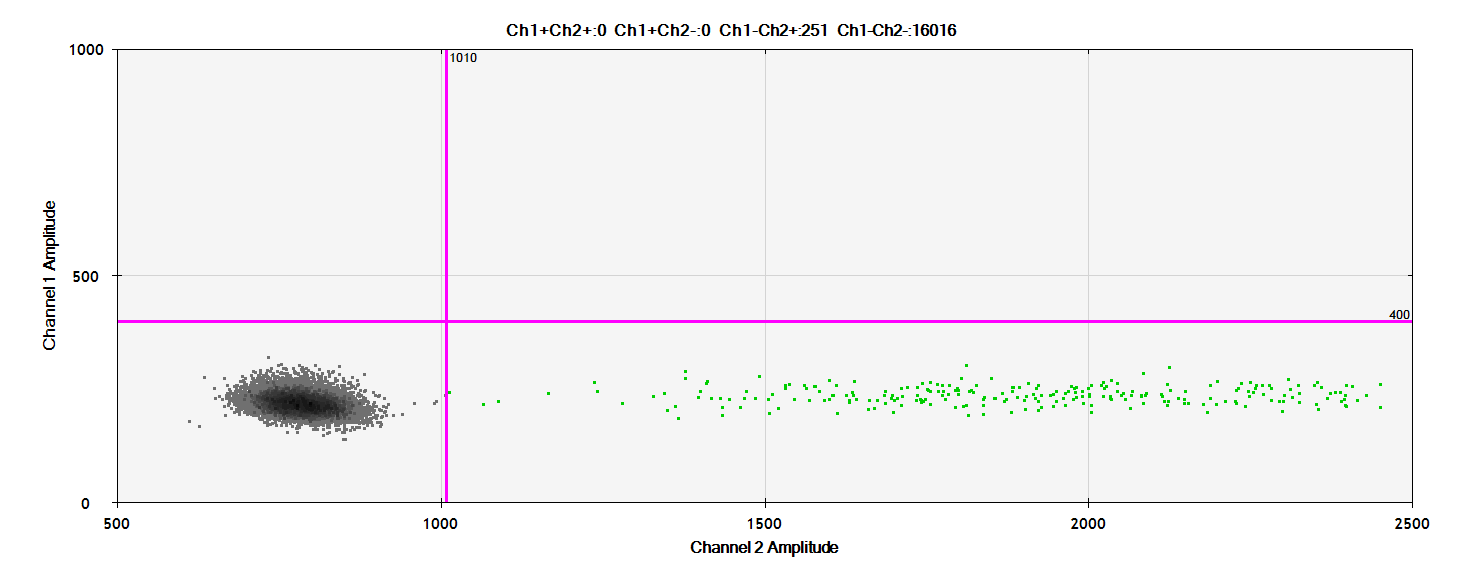 Ch1+Ch2+:0 Ch1+Ch2-:0 Ch1-Ch2+:251 Ch1-Ch2-:16016
1000
1010
Channel 1 Amplitude
500
400
0
500 1000 1500 2000 2500
Channel 2 Amplitude